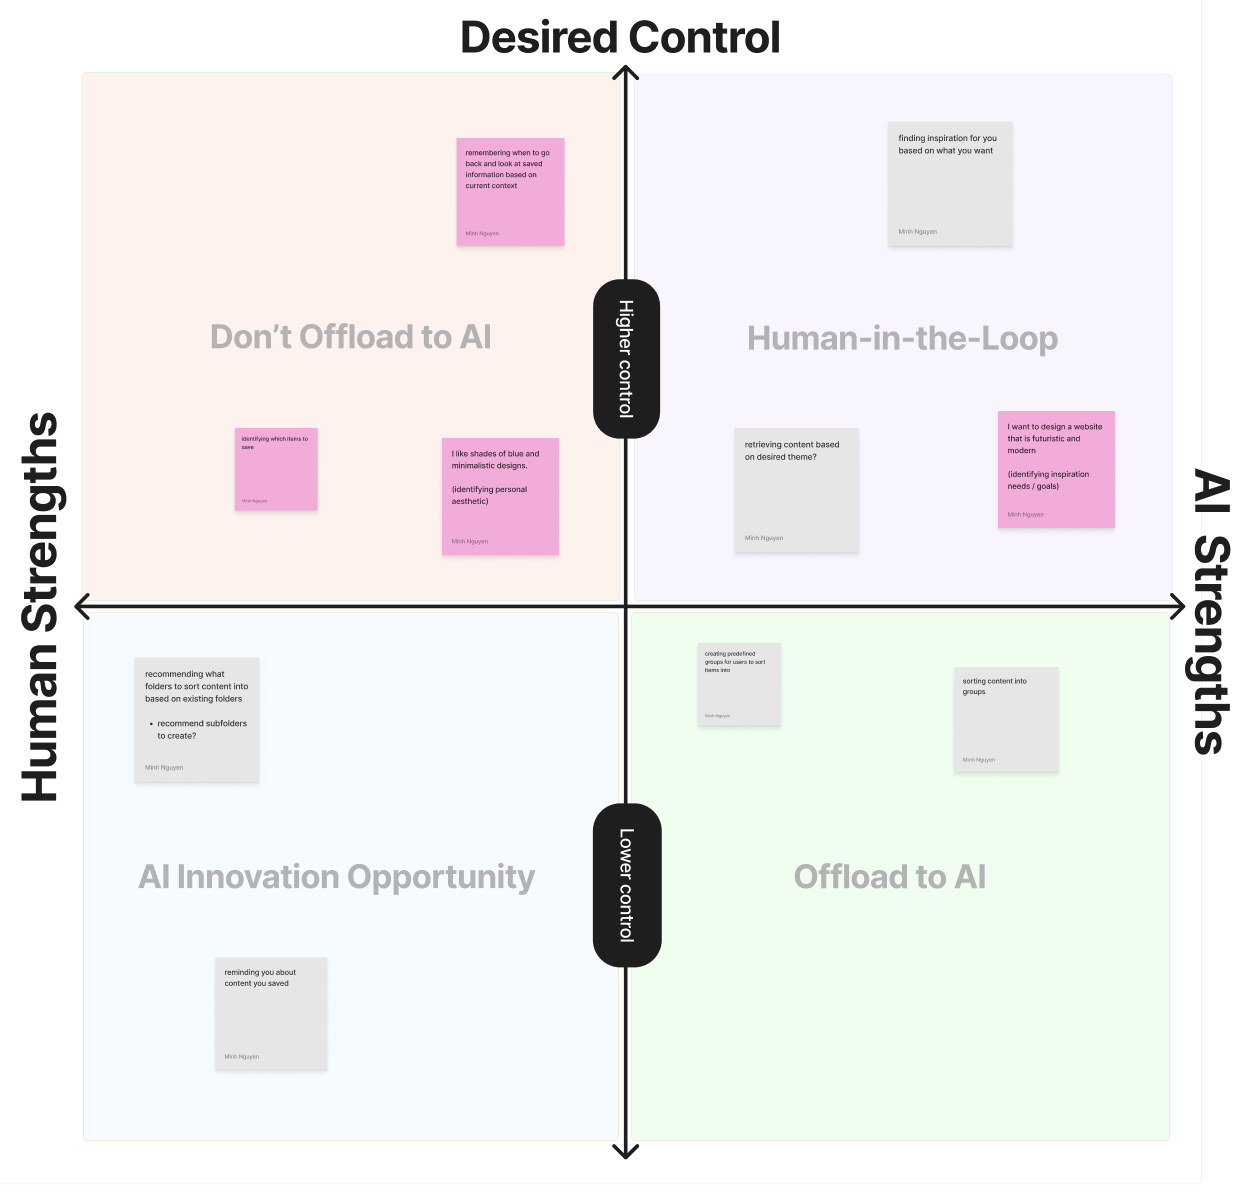 Desired Control
remembering when to go
back and look at saved
information based on
current context
Minh Nguyen
finding inspiration for you
based on what you want
Minh Nguyen
Don’t Offload to AI
Higher control
Human-in-the-Loop
identifying which items to
save
Minh Nguyen
I like shades of blue and
minimalistic designs.
(identifying personal
aesthetic)
Minh Nguyen
retrieving content based
on desired theme?
Minh Nguyen
I want to design a website
that is futuristic and
modern
(identifying inspiration
needs / goals)
Minh Nguyen
Human Strengths
AI Strengths
recommending what
folders to sort content into
based on existing folders
• recommend subfolders
to create?
Minh Nguyen
creating predefined
groups for users to sort
items into
Minh Nguyen
sorting content into
groups
Minh Nguyen
AI Innovation Opportunity
Lower control
Offload to AI
reminding you about
content you saved
Minh Nguyen